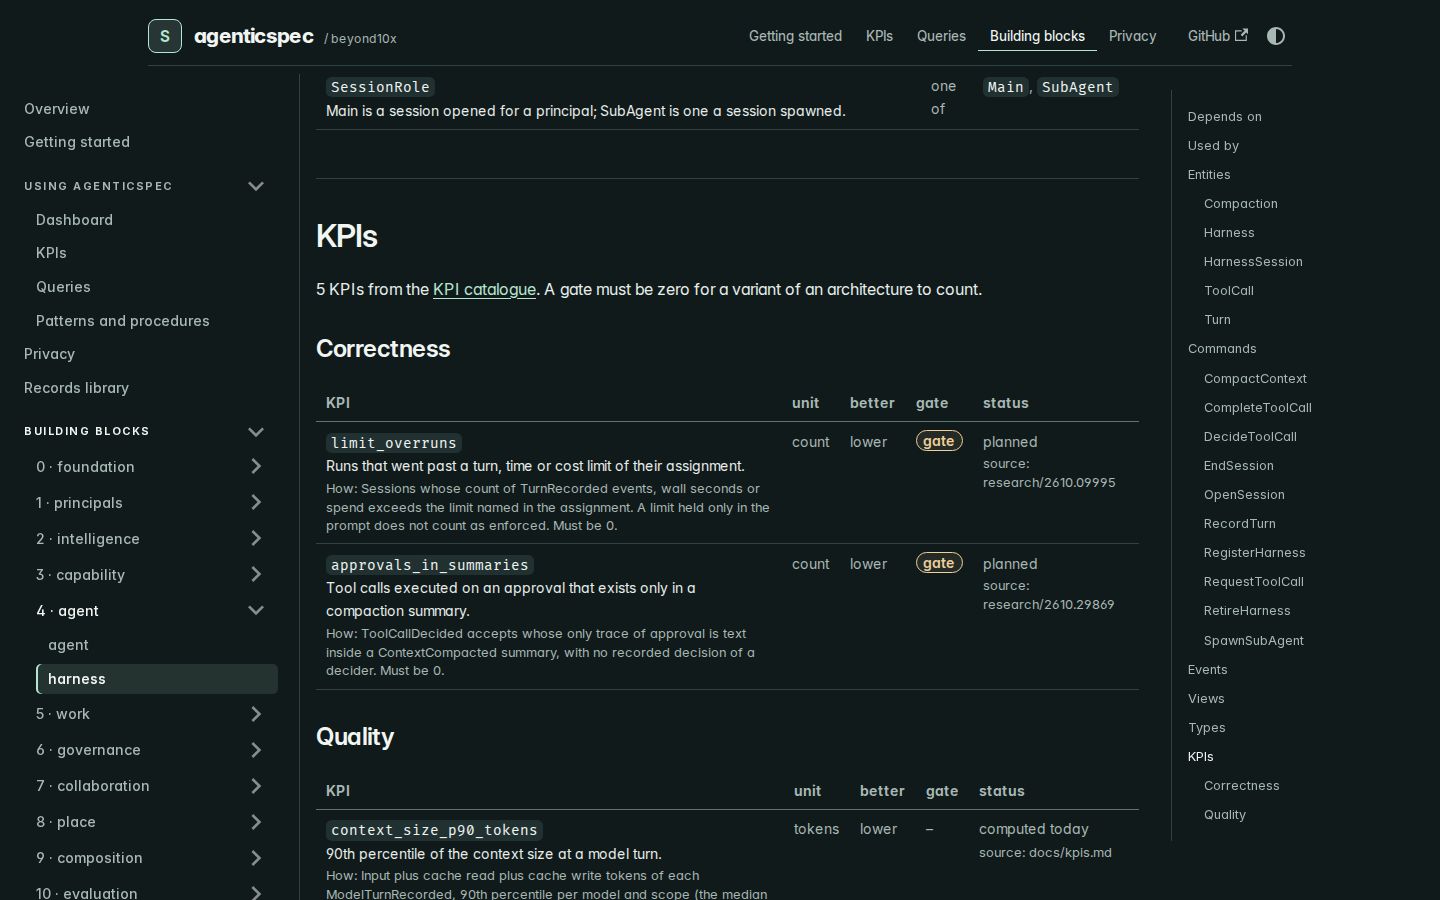 S agenticspec / beyond10x Getting started KPIs Queries Building blocks Privacy GitHub
Overview
Getting started
USING AGENTICSPEC
Dashboard
KPIs
Queries
Patterns and procedures
Privacy
Records library
BUILDING BLOCKS
0 · foundation
1 · principals
2 · intelligence
3 · capability
4 · agent
agent
harness
5 · work
6 · governance
7 · collaboration
8 · place
9 · composition
10 · evaluation
SessionRole one of Main, SubAgent
Main is a session opened for a principal; SubAgent is one a session spawned.
KPIs
5 KPIs from the KPI catalogue. A gate must be zero for a variant of an architecture to count.
Correctness
KPI unit better gate status
limit_overruns count lower gate planned
Runs that went past a turn, time or cost limit of their assignment.
source:
research/2610.09995
How: Sessions whose count of TurnRecorded events, wall seconds or
spend exceeds the limit named in the assignment. A limit held only in the
prompt does not count as enforced. Must be 0.
approvals_in_summaries count lower gate planned
Tool calls executed on an approval that exists only in a
compaction summary.
source:
research/2610.29869
How: ToolCallDecided accepts whose only trace of approval is text
inside a ContextCompacted summary, with no recorded decision of a
decider. Must be 0.
Quality
KPI unit better gate status
context_size_p90_tokens tokens lower – computed today
90th percentile of the context size at a model turn.
source: docs/kpis.md
How: Input plus cache read plus cache write tokens of each
ModelTurnRecorded, 90th percentile per model and scope (the median
Depends on
Used by
Entities
Compaction
Harness
HarnessSession
ToolCall
Turn
Commands
CompactContext
CompleteToolCall
DecideToolCall
EndSession
OpenSession
RecordTurn
RegisterHarness
RequestToolCall
RetireHarness
SpawnSubAgent
Events
Views
Types
KPIs
Correctness
Quality